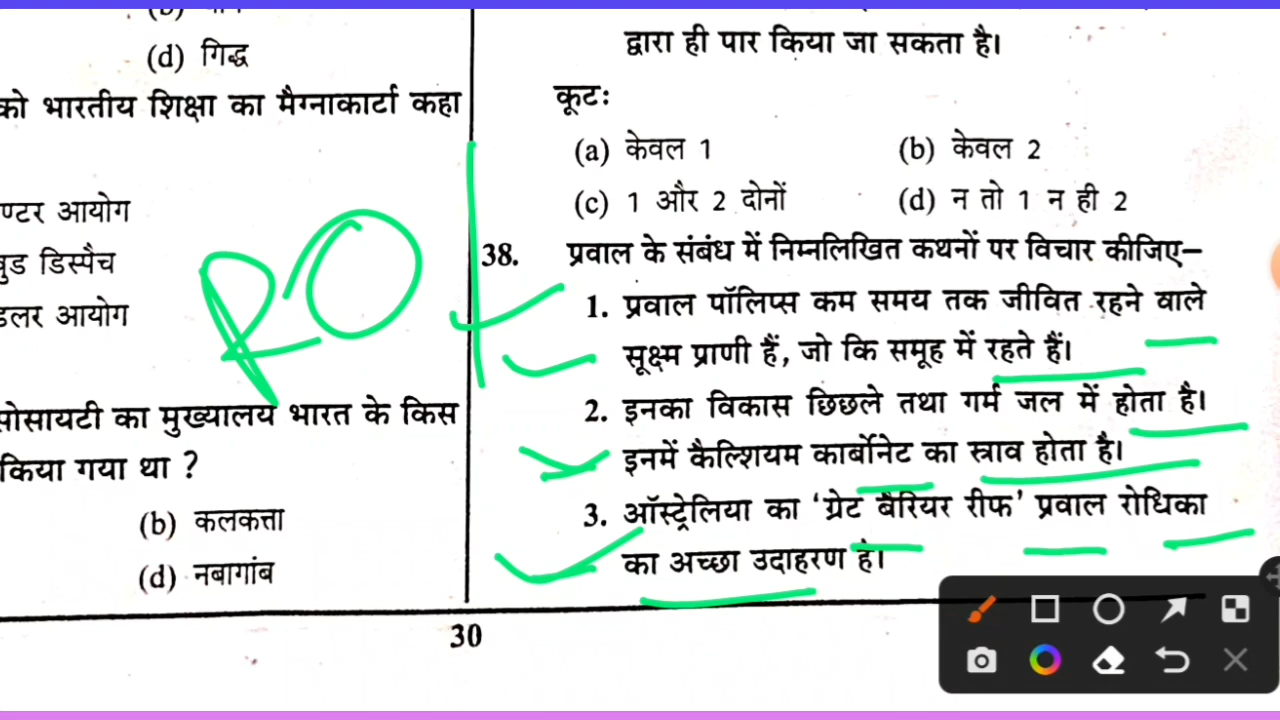 (d) गिद्ध
को भारतीय शिक्षा का मैग्नाकार्टा कहा
ण्टर आयोग
वुड डिस्पैच
डलर आयोग
सोसायटी का मुख्यालय भारत के किस
किया गया था ?
(b) कलकत्ता
(d) नबागांब
द्वारा ही पार किया जा सकता है।
कूटः
(a) केवल 1 (b) केवल 2
(c) 1 और 2 दोनों (d) न तो 1 न ही 2
38. प्रवाल के संबंध में निम्नलिखित कथनों पर विचार कीजिए–
1. प्रवाल पॉलिप्स कम समय तक जीवित रहने वाले
सूक्ष्म प्राणी हैं, जो कि समूह में रहते हैं।
2. इनका विकास छिछले तथा गर्म जल में होता है।
इनमें कैल्शियम कार्बोनेट का स्त्राव होता है।
3. ऑस्ट्रेलिया का 'ग्रेट बैरियर रीफ' प्रवाल रोधिका
का अच्छा उदाहरण है।
RO
30